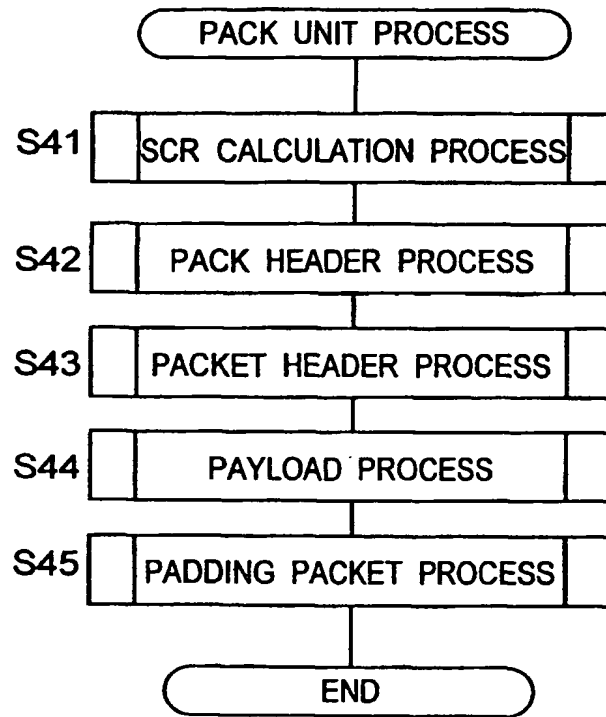 PACK UNIT PROCESS
S41 SCR CALCULATION PROCESS
S42 PACK HEADER PROCESS
S43 PACKET HEADER PROCESS
S44 PAYLOAD PROCESS
S45 PADDING PACKET PROCESS
END